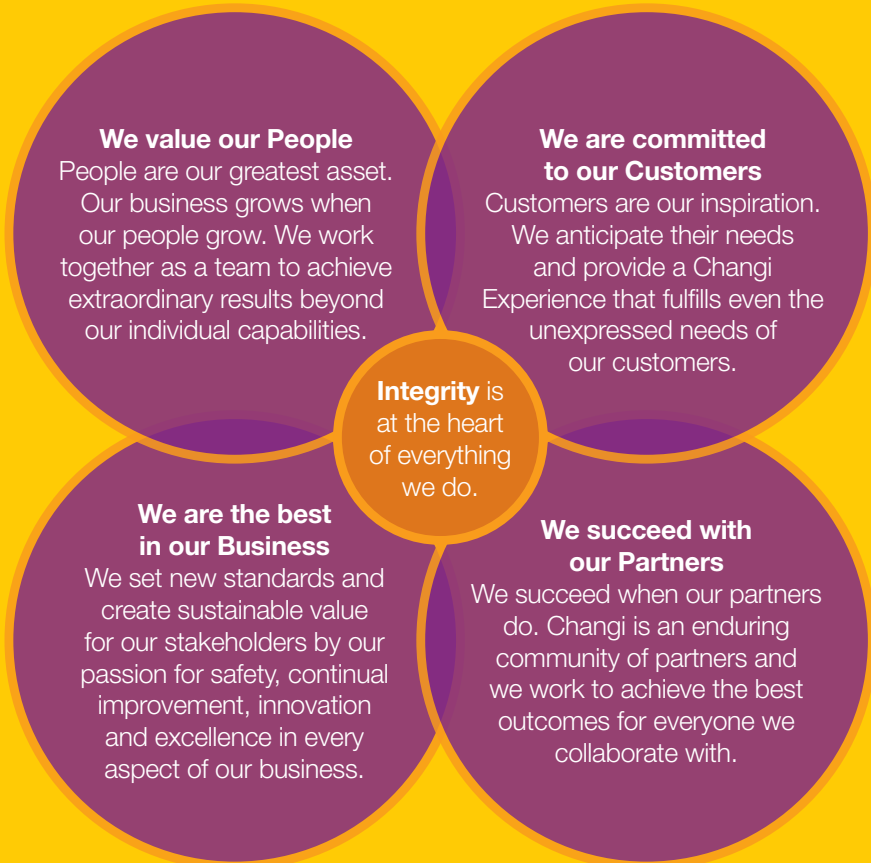 We value our People
People are our greatest asset.
Our business grows when
our people grow. We work
together as a team to achieve
extraordinary results beyond
our individual capabilities.
We are committed
to our Customers
Customers are our inspiration.
We anticipate their needs
and provide a Changi
Experience that fulfills even the
unexpressed needs of
our customers.
Integrity is
at the heart
of everything
we do.
We are the best
in our Business
We set new standards and
create sustainable value
for our stakeholders by our
passion for safety, continual
improvement, innovation
and excellence in every
aspect of our business.
We succeed with
our Partners
We succeed when our partners
do. Changi is an enduring
community of partners and
we work to achieve the best
outcomes for everyone we
collaborate with.